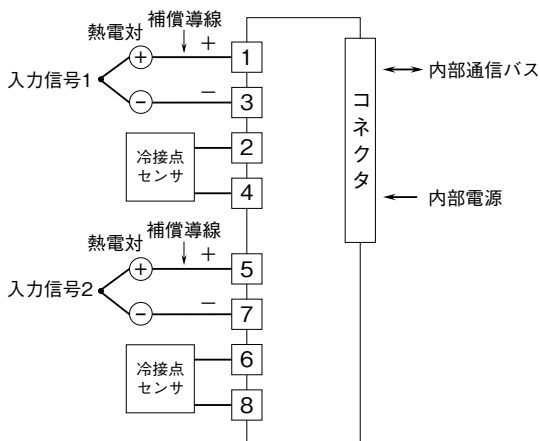 補償導線
熱電対
＋
＋
1
入力信号1
－
－
3
冷接点
センサ
2
4
補償導線
熱電対
＋
＋
5
入力信号2
－
－
7
冷接点
センサ
6
8
コネクタ
内部通信バス
内部電源